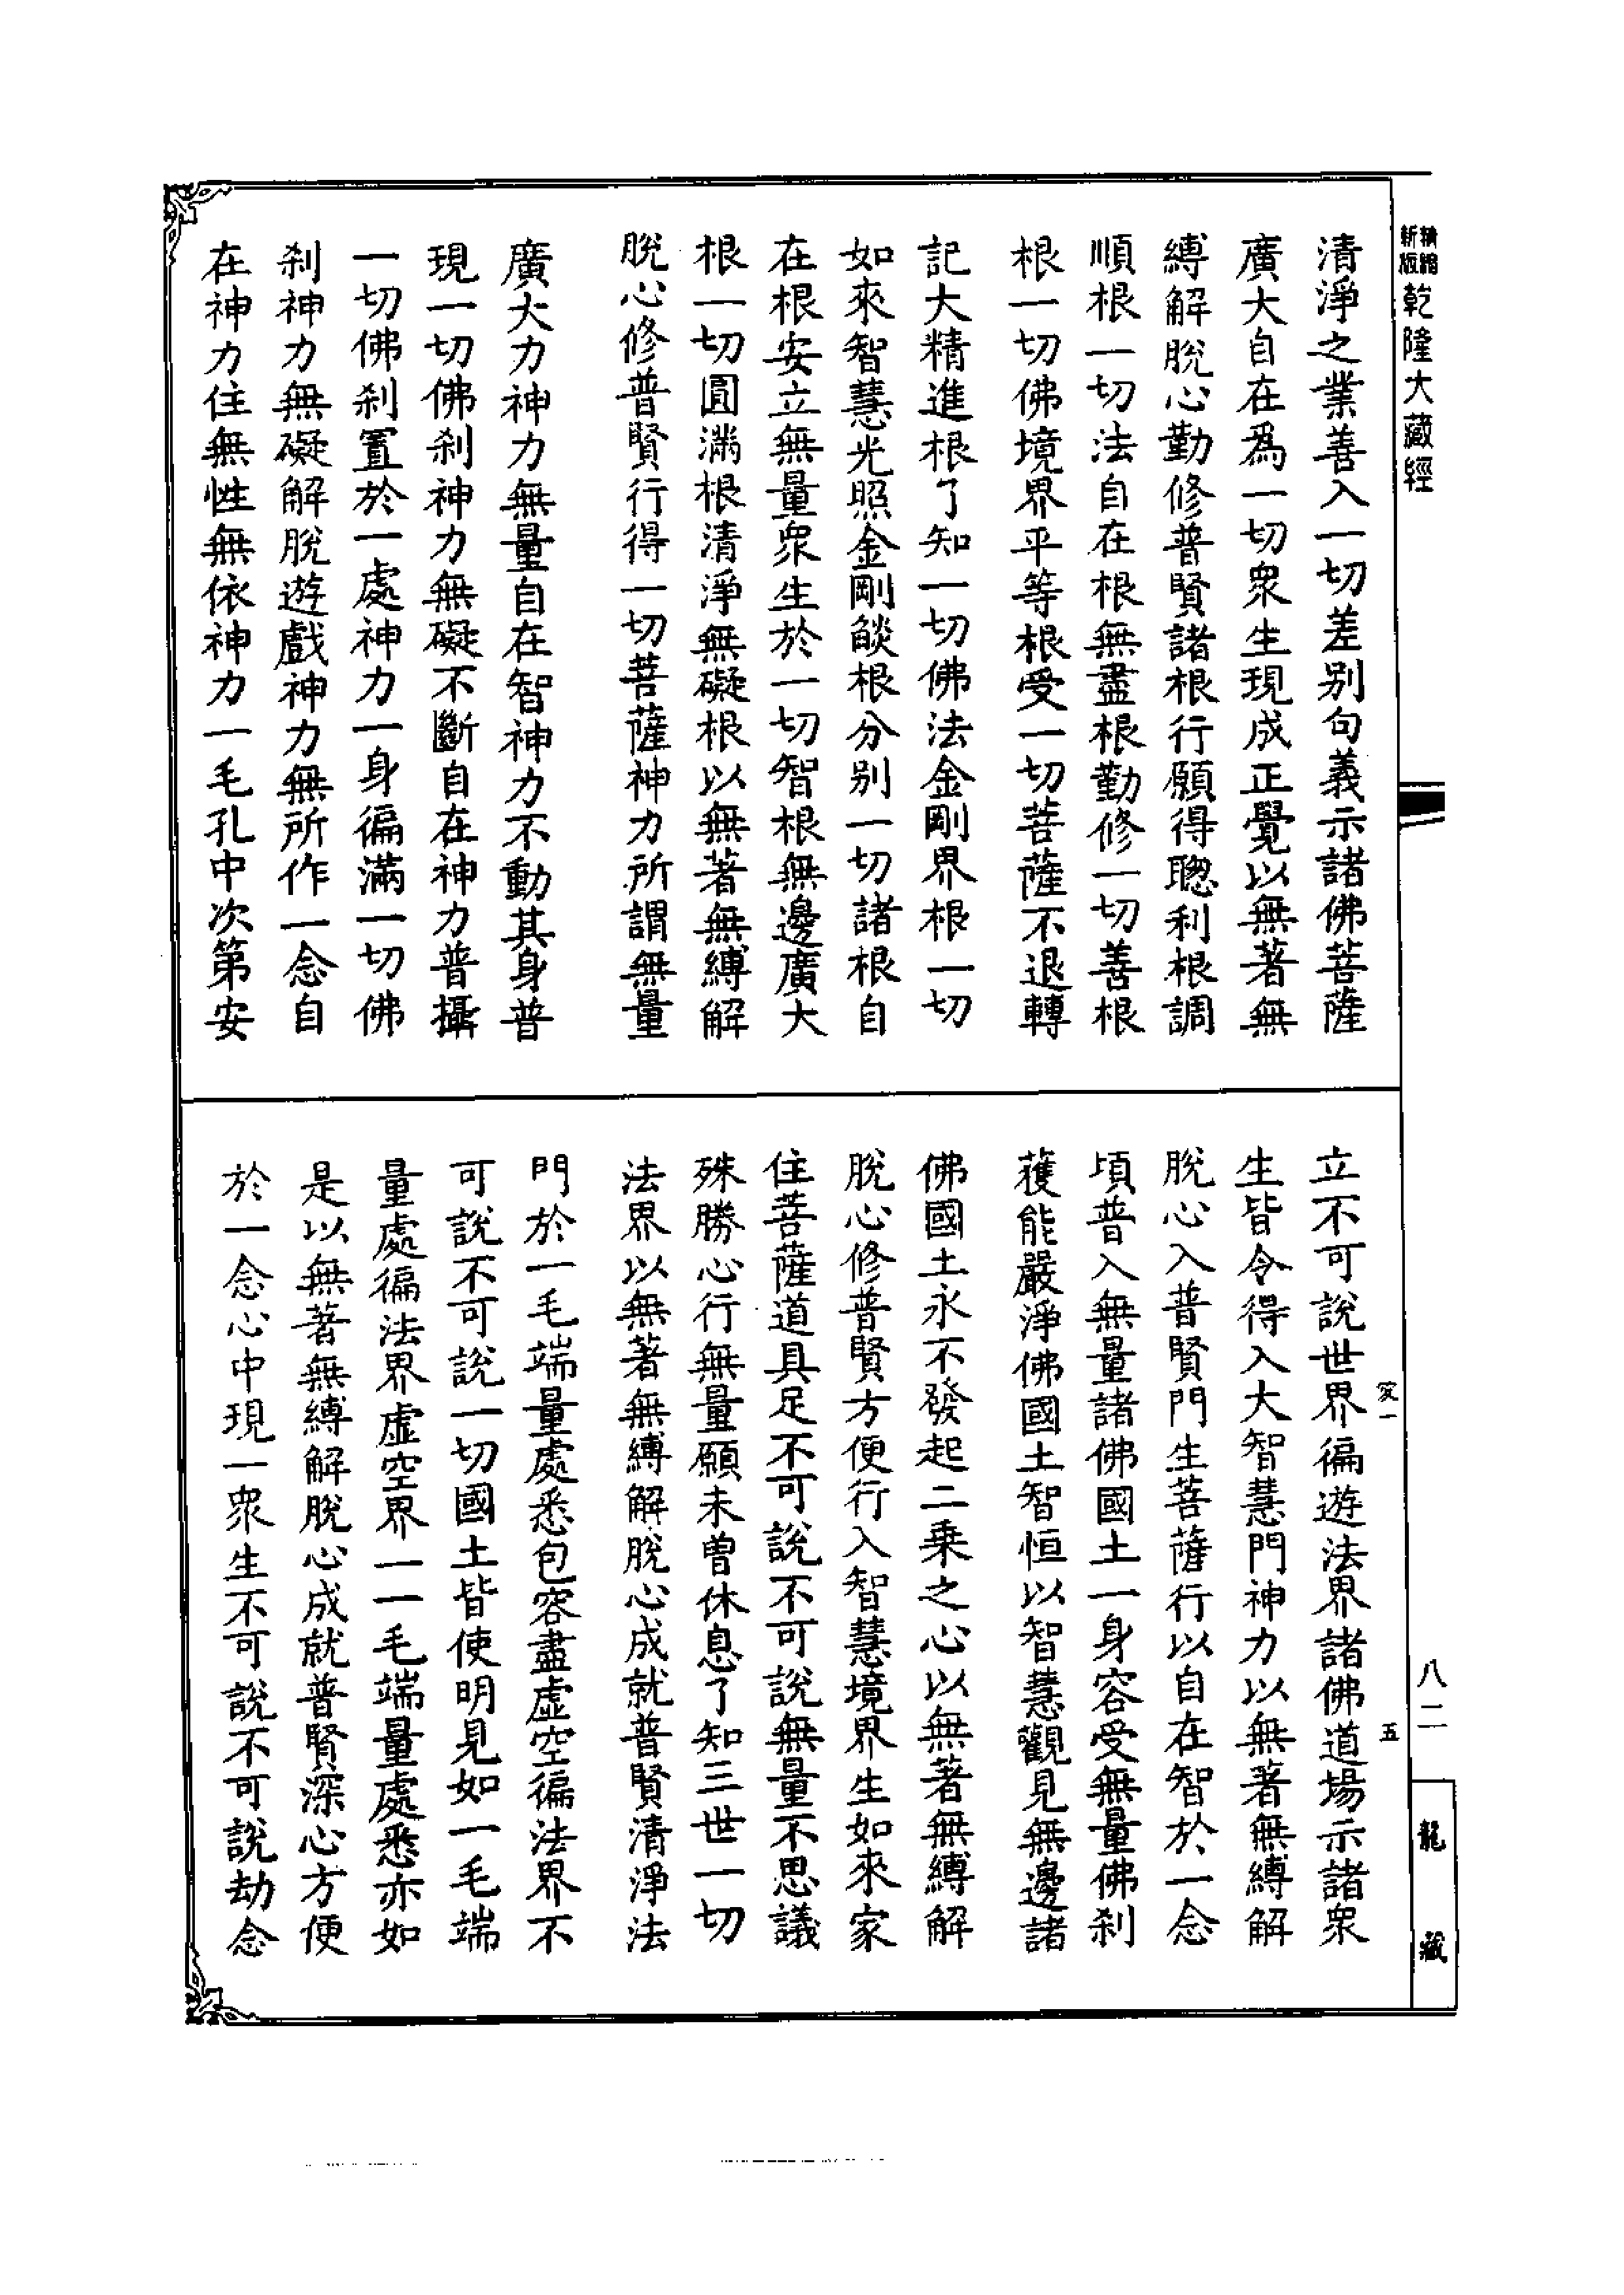 精縮
新版
乾隆大藏經
清淨之業善入一切差别句義示諸佛菩薩
廣大自在爲一切衆生現成正覺以無著無
縛解脫心勤修普賢諸根行願得聰利根調
順根一切法自在根無盡根勤修一切善根
根一切佛境界平等根受一切菩薩不退轉
記大精進根了知一切佛法金剛界根一切
如來智慧光照金剛燄根分别一切諸根自
在根安立無量衆生於一切智根無邊廣大
根一切圓滿根清淨無礙根以無著無縛解
脫心修普賢行得一切菩薩神力所謂無量
廣大力神力無量自在智神力不動其身普
現一切佛刹神力無礙不斷自在神力普攝
一切佛刹置於一處神力一身徧滿一切佛
刹神力無礙解脫遊戲神力無所作一念自
在神力住無性無依神力一毛孔中次第安
立不可說世界徧遊法界諸佛道場示諸衆
生皆令得入大智慧門神力以無著無縛解
脫心入普賢門生菩薩行以自在智於一念
頃普入無量諸佛國土一身容受無量佛刹
獲能嚴淨佛國土智恒以智慧觀見無邊諸
佛國土永不發起二乗之心以無著無縛解
脫心修普賢方便行入智慧境界生如來家
住菩薩道具足不可說不可說無量不思議
殊勝心行無量願未曾休息了知三世一切
法界以無著無縛解脫心成就普賢清淨法
門於一毛端量處悉包容盡虛空徧法界不
可說不可說一切國土皆使明見如一毛端
量處徧法界虛空界一一毛端量處悉亦如
是以無著無縛解脫心成就普賢深心方便
於一念心中現一衆生不可說不可說劫念
五
八二
龍藏